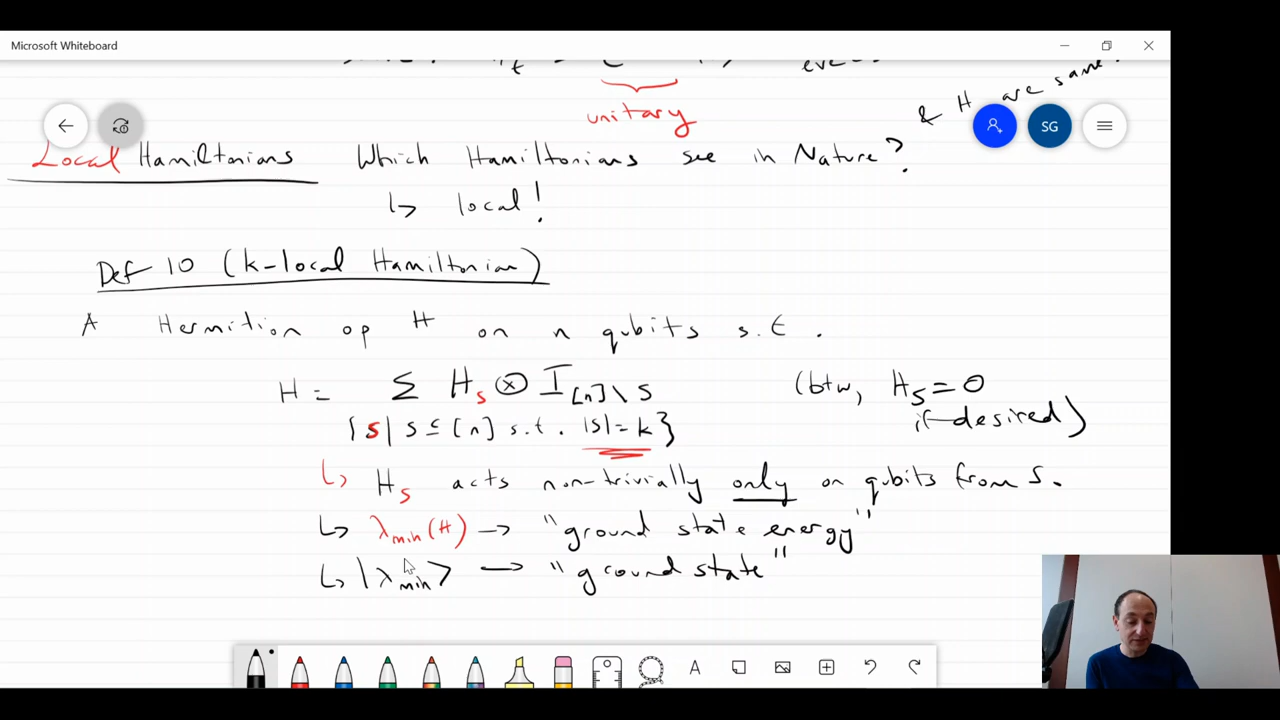 Microsoft Whiteboard
unitary
& H are same.
SG
Local Hamiltonians Which Hamiltonians see in Nature?
↳ local!
Def 10 (k-local Hamiltonian)
A Hermition op H on n qubits s.t.
H = Σ H_S ⊗ I_{[n]\S} (btw, H_S = 0
{S| S ⊆ [n] s.t. |S|=k} if desired)
↳ H_S acts non-trivially only on qubits from S.
↳ λ_min(H) → "ground state energy"
↳ |λ_min⟩ → "ground state"
A